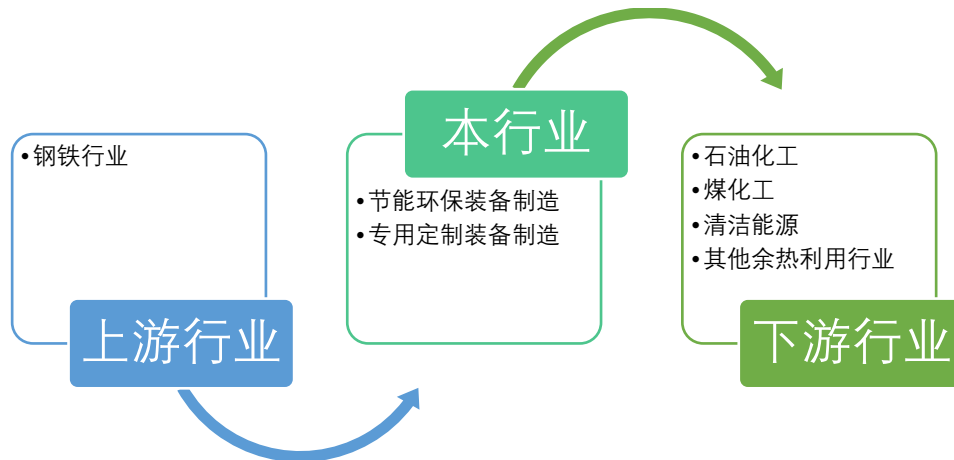 •钢铁行业
上游行业
本行业
•节能环保装备制造
•专用定制装备制造
•石油化工
•煤化工
•清洁能源
•其他余热利用行业
下游行业